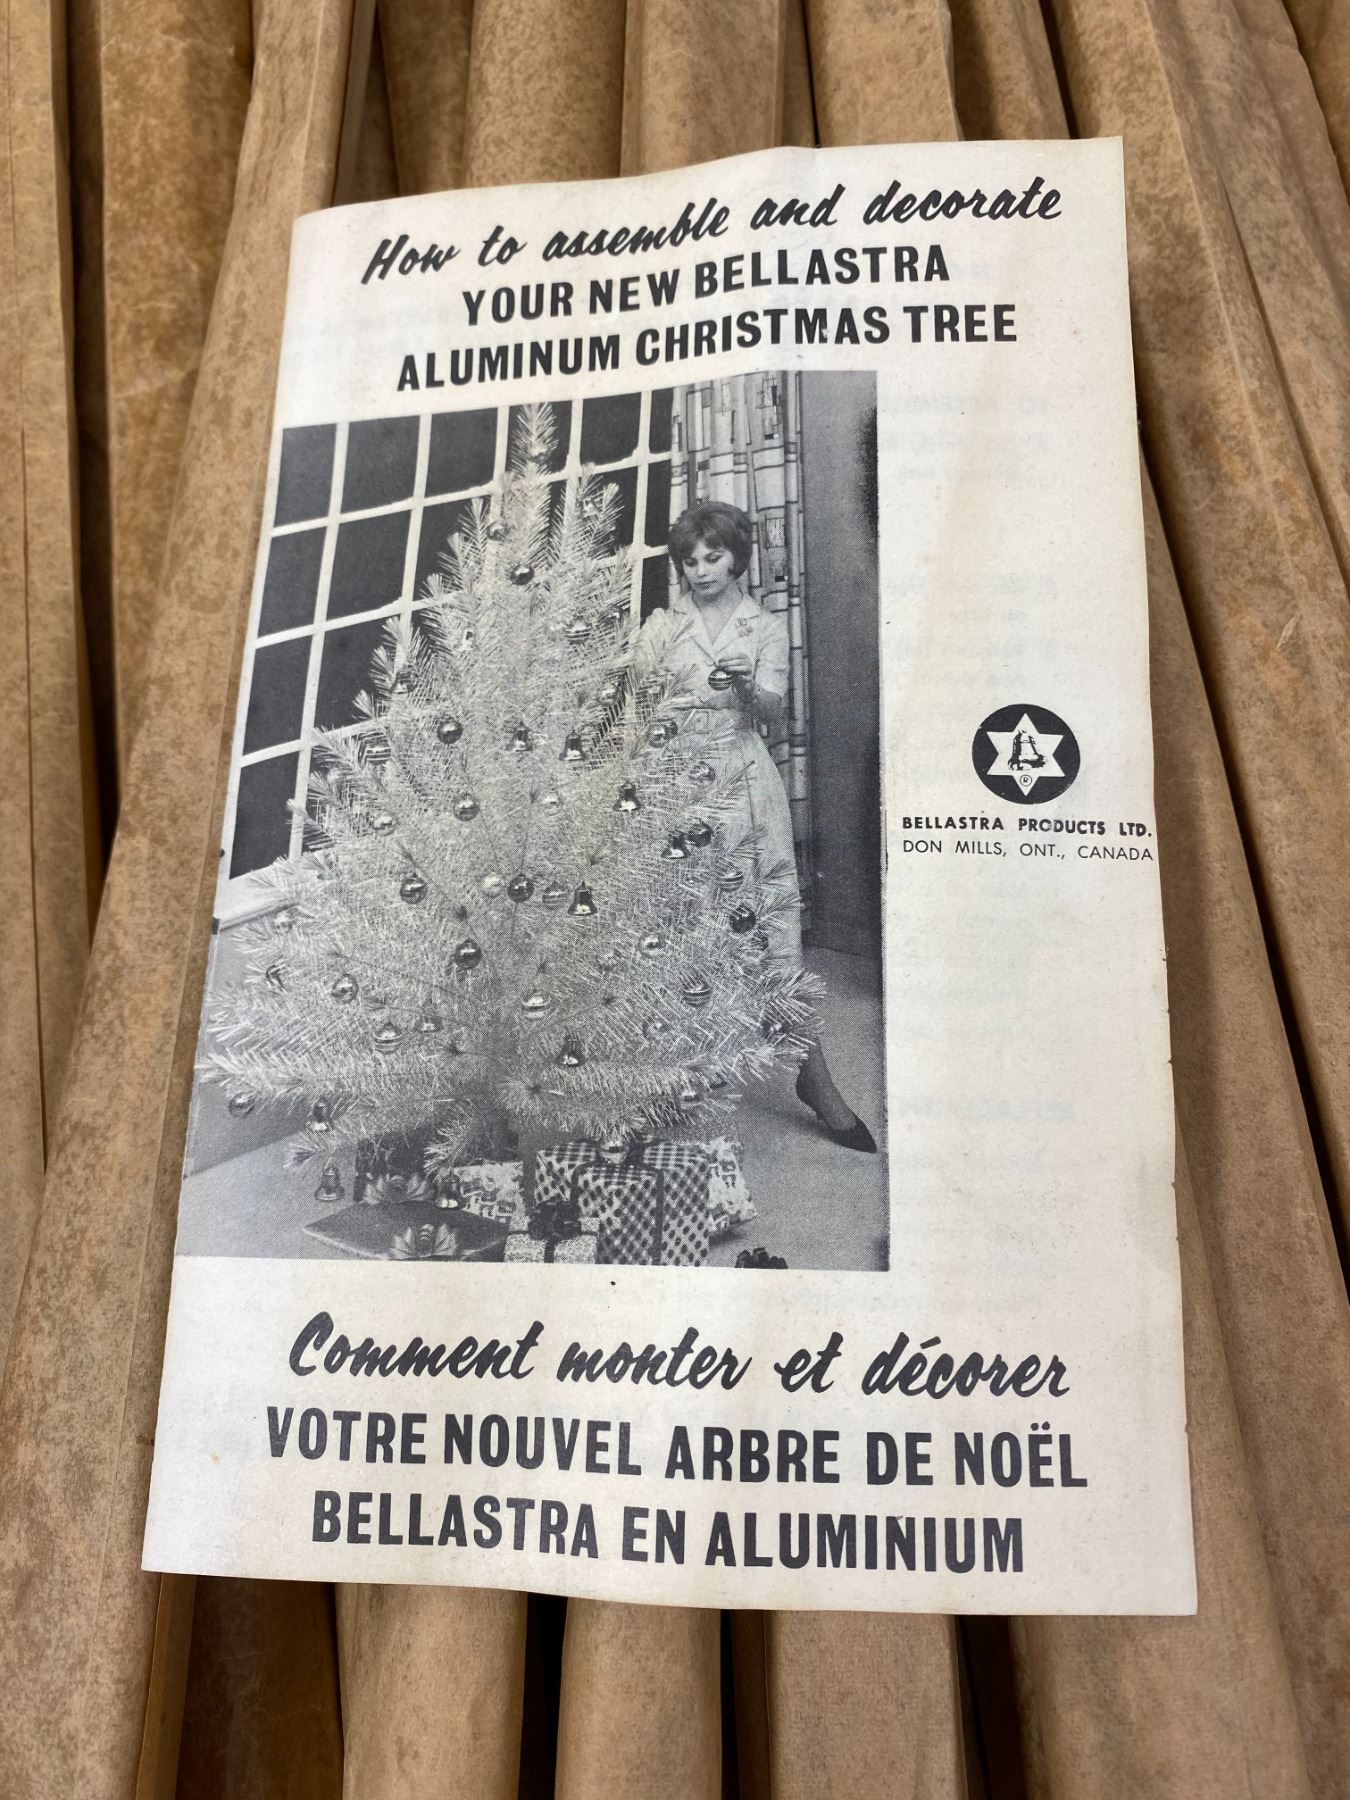 How to assemble and decorate
YOUR NEW BELLASTRA
ALUMINUM CHRISTMAS TREE
®
BELLASTRA PRODUCTS LTD.
DON MILLS, ONT., CANADA
Comment monter et décorer
VOTRE NOUVEL ARBRE DE NOËL
BELLASTRA EN ALUMINIUM